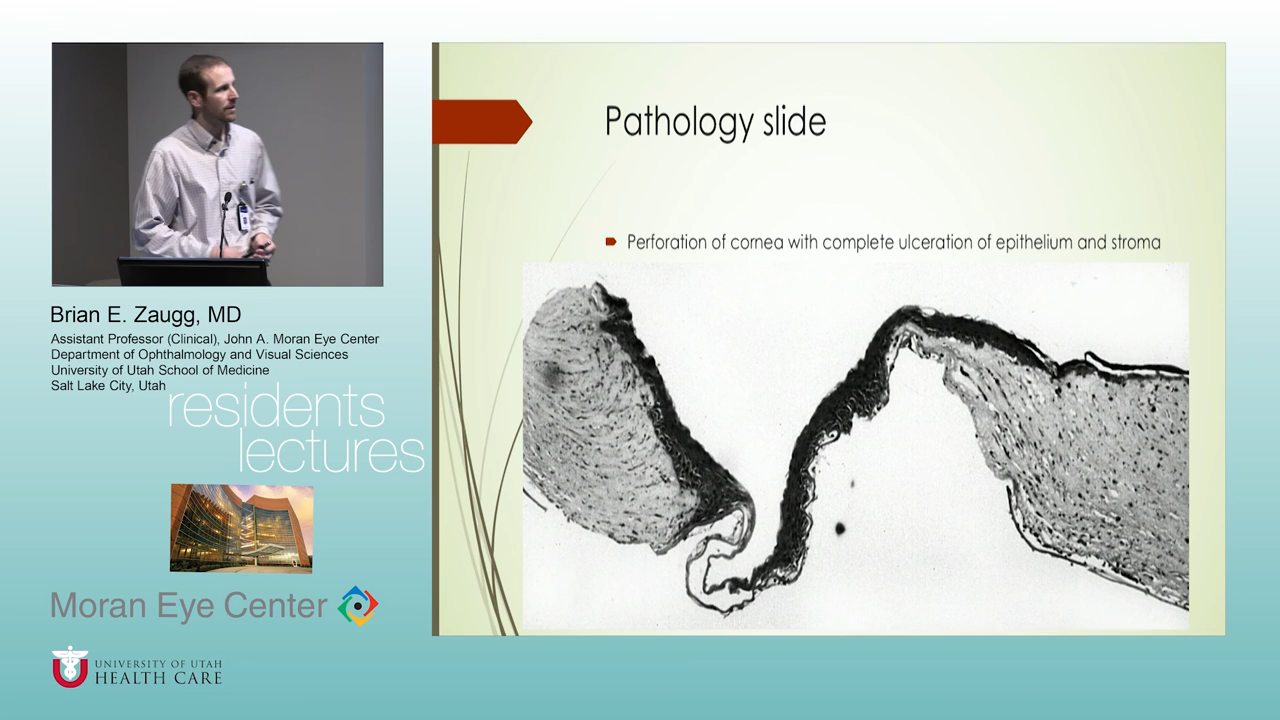 Pathology slide
Perforation of cornea with complete ulceration of epithelium and stroma
Brian E. Zaugg, MD
Assistant Professor (Clinical), John A. Moran Eye Center
Department of Ophthalmology and Visual Sciences
University of Utah School of Medicine
Salt Lake City, Utah
residents
lectures
Moran Eye Center
UNIVERSITY OF UTAH
HEALTH CARE